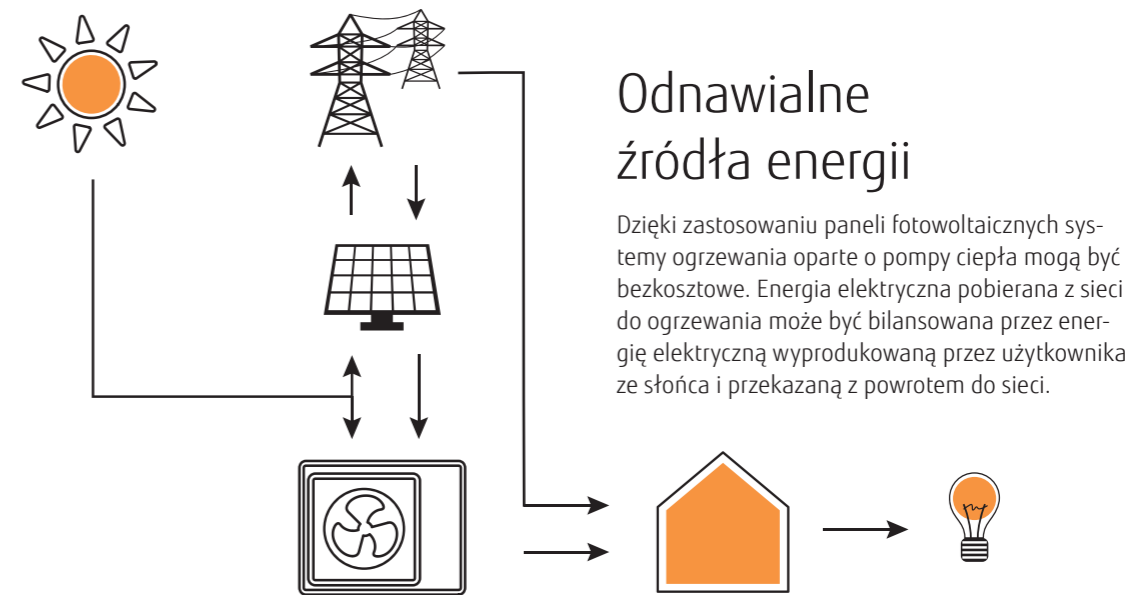 Odnawialne
źródła energii
Dzięki zastosowaniu paneli fotowoltaicznych sys-
temy ogrzewania oparte o pompy ciepła mogą być
bezkosztowe. Energia elektryczna pobierana z sieci
do ogrzewania może być bilansowana przez ener-
gię elektryczną wyprodukowaną przez użytkownika
ze słońca i przekazaną z powrotem do sieci.